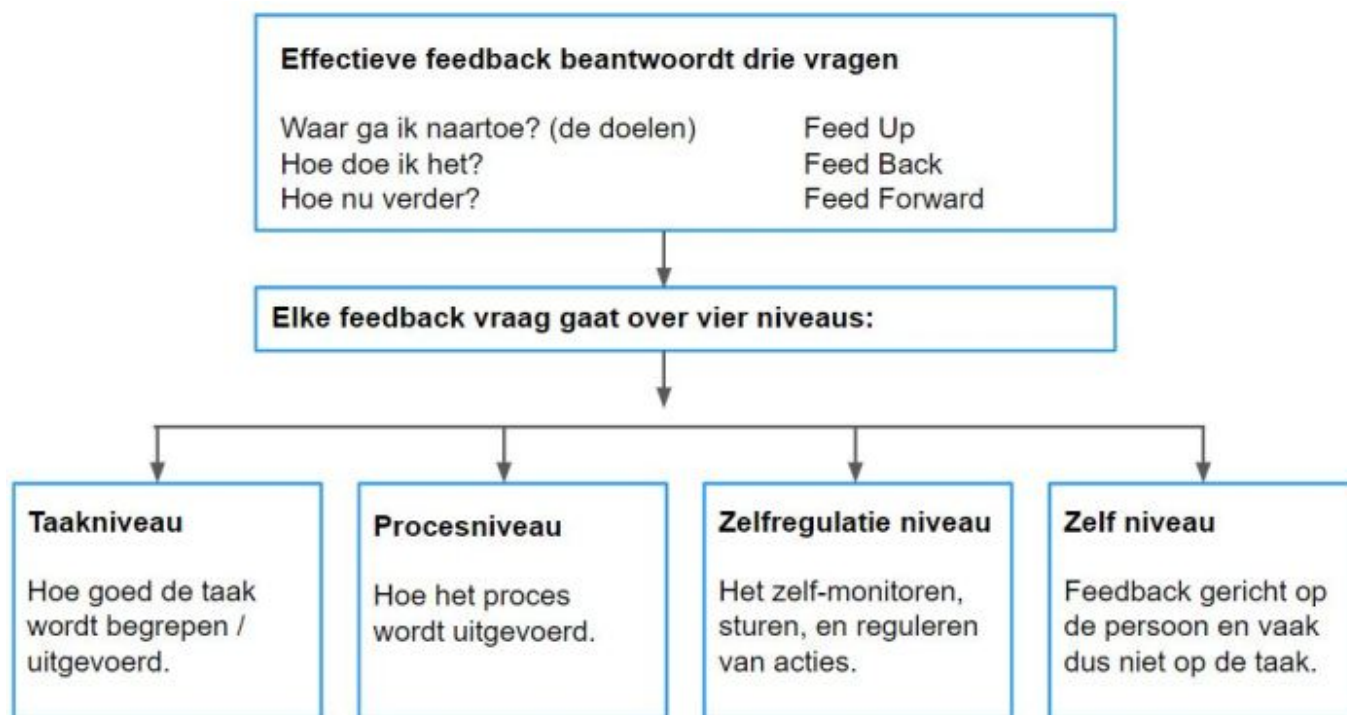 Effectieve feedback beantwoordt drie vragen
Waar ga ik naartoe? (de doelen) Feed Up
Hoe doe ik het? Feed Back
Hoe nu verder? Feed Forward
Elke feedback vraag gaat over vier niveaus:
Taakniveau
Hoe goed de taak
wordt begrepen /
uitgevoerd.
Procesniveau
Hoe het proces
wordt uitgevoerd.
Zelfregulatie niveau
Het zelf-monitoren,
sturen, en reguleren
van acties.
Zelf niveau
Feedback gericht op
de persoon en vaak
dus niet op de taak.